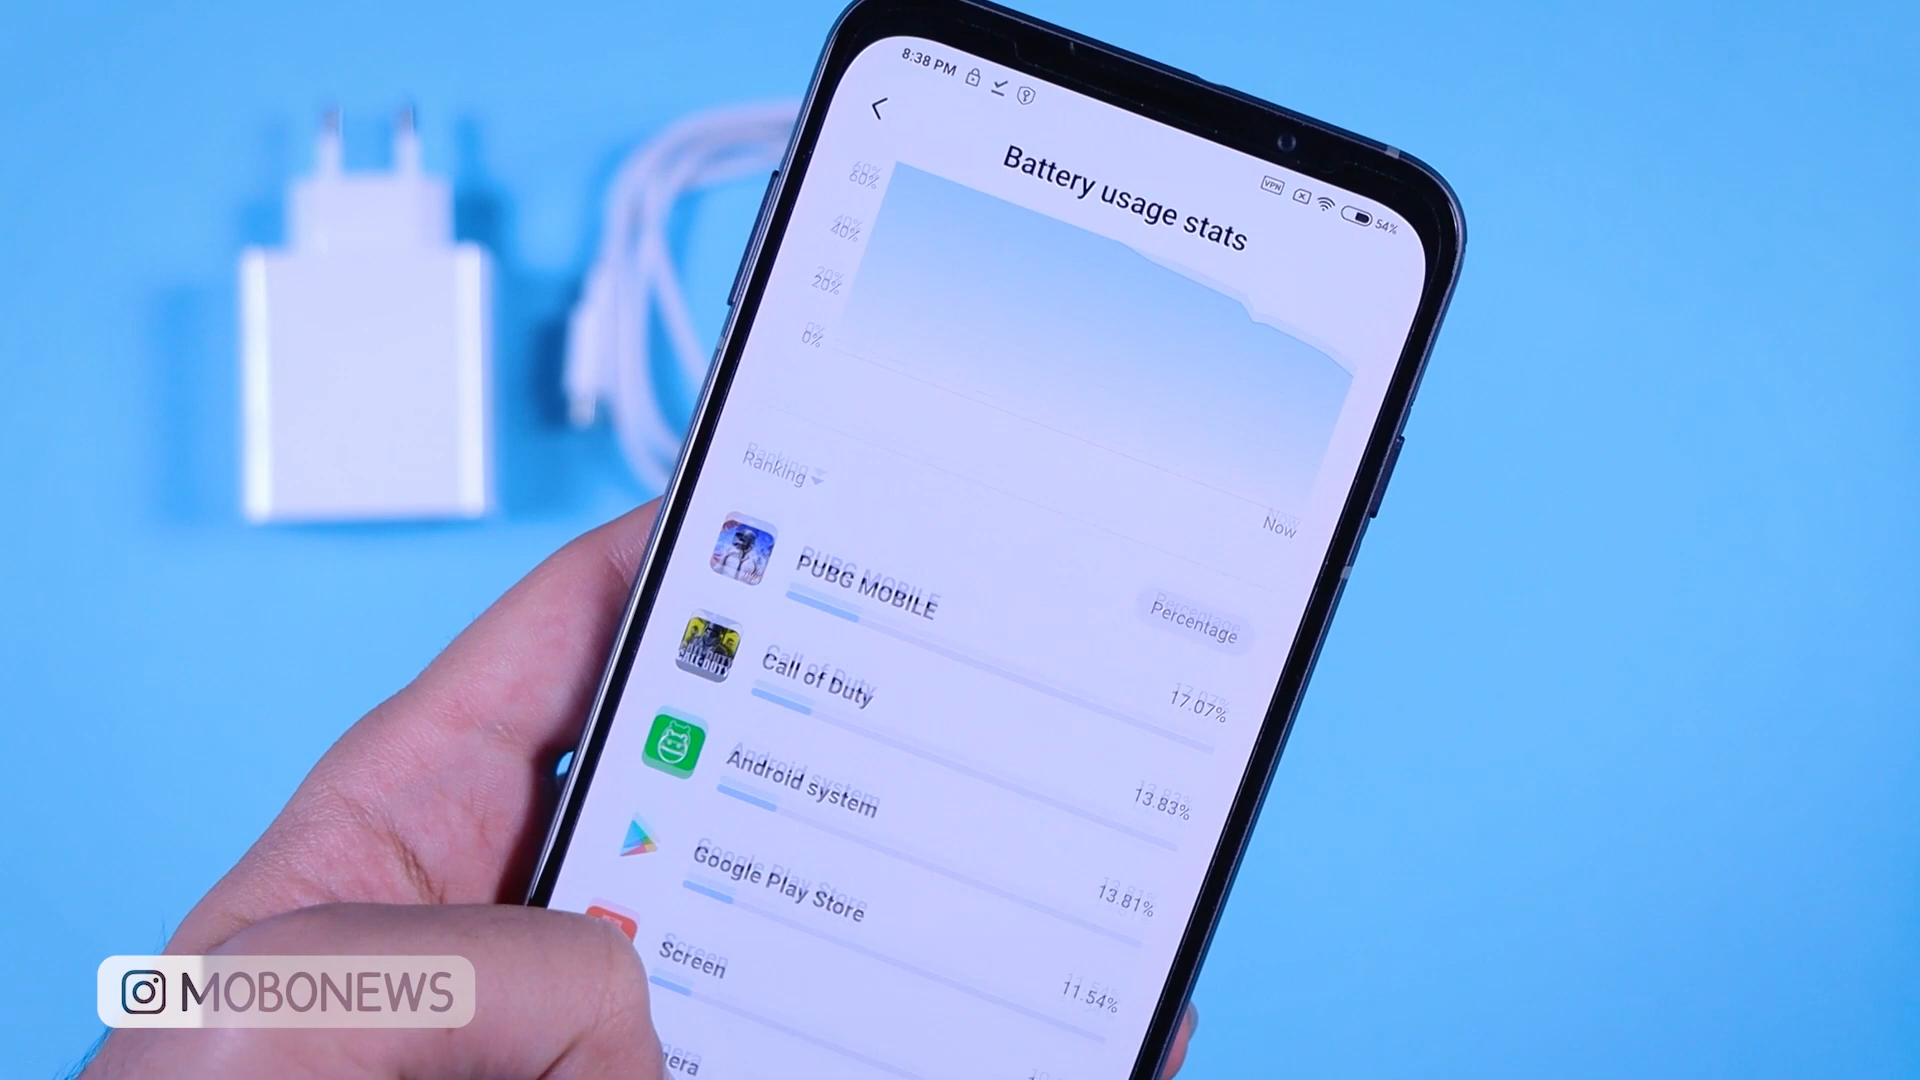 8:38 PM
VPN
54%
Battery usage stats
60%
40%
20%
0%
Now
Ranking
Percentage
PUBG MOBILE
17.07%
Call of Duty
13.83%
Android system
13.81%
Google Play Store
11.54%
Screen
MOBONEWS